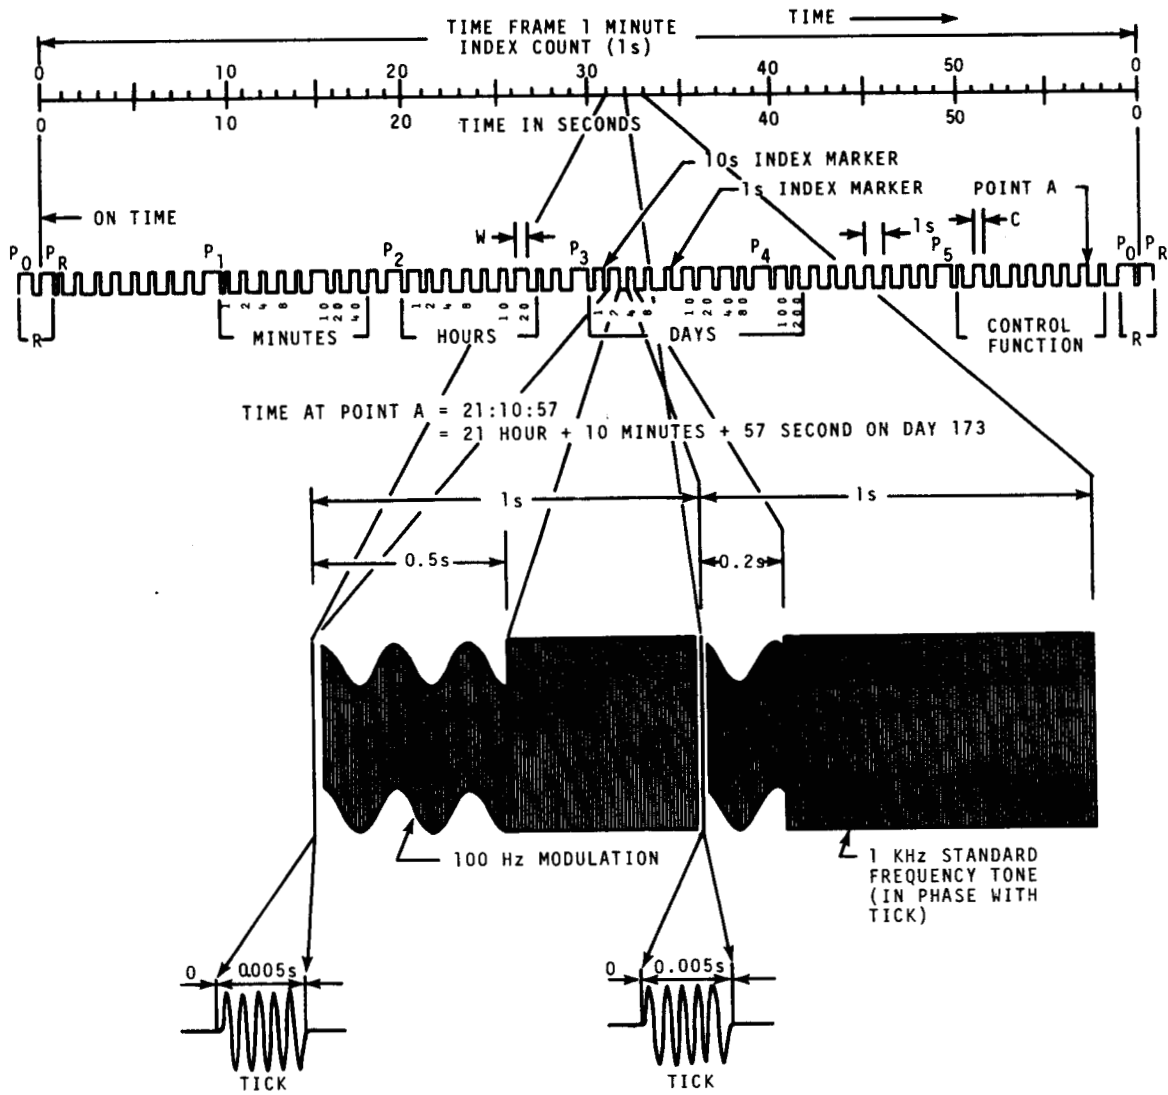 TIME
TIME FRAME 1 MINUTE
INDEX COUNT (1s)
0 10 20 30 40 50 0
0 10 20 TIME IN SECONDS 40 50 0
10s INDEX MARKER
1s INDEX MARKER
POINT A
ON TIME
W
1s
C
P0 PR P1 P2 P3 P4 P5 P0 PR
1 2 4 8 10 20 40 1 2 4 8 10 20 1 2 4 8 10 20 40 80 100 200
R MINUTES HOURS DAYS CONTROL FUNCTION R
TIME AT POINT A = 21:10:57
= 21 HOUR + 10 MINUTES + 57 SECOND ON DAY 173
1s 1s
0.5s 0.2s
100 Hz MODULATION
1 KHz STANDARD
FREQUENCY TONE
(IN PHASE WITH
TICK)
0 0.005s
0 0.005s
TICK
TICK